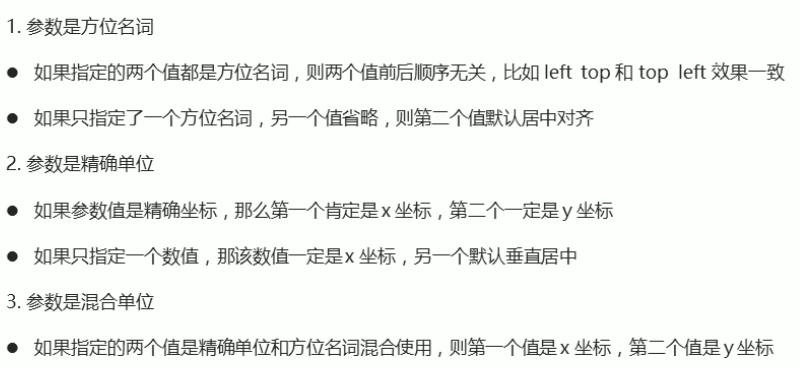 1. 参数是方位名词
● 如果指定的两个值都是方位名词，则两个值前后顺序无关，比如 left top 和 top left 效果一致
● 如果只指定了一个方位名词，另一个值省略，则第二个值默认居中对齐
2. 参数是精确单位
● 如果参数值是精确坐标，那么第一个肯定是 x 坐标，第二个一定是 y 坐标
● 如果只指定一个数值，那该数值一定是 x 坐标，另一个默认垂直居中
3. 参数是混合单位
● 如果指定的两个值是精确单位和方位名词混合使用，则第一个值是 x 坐标，第二个值是 y 坐标